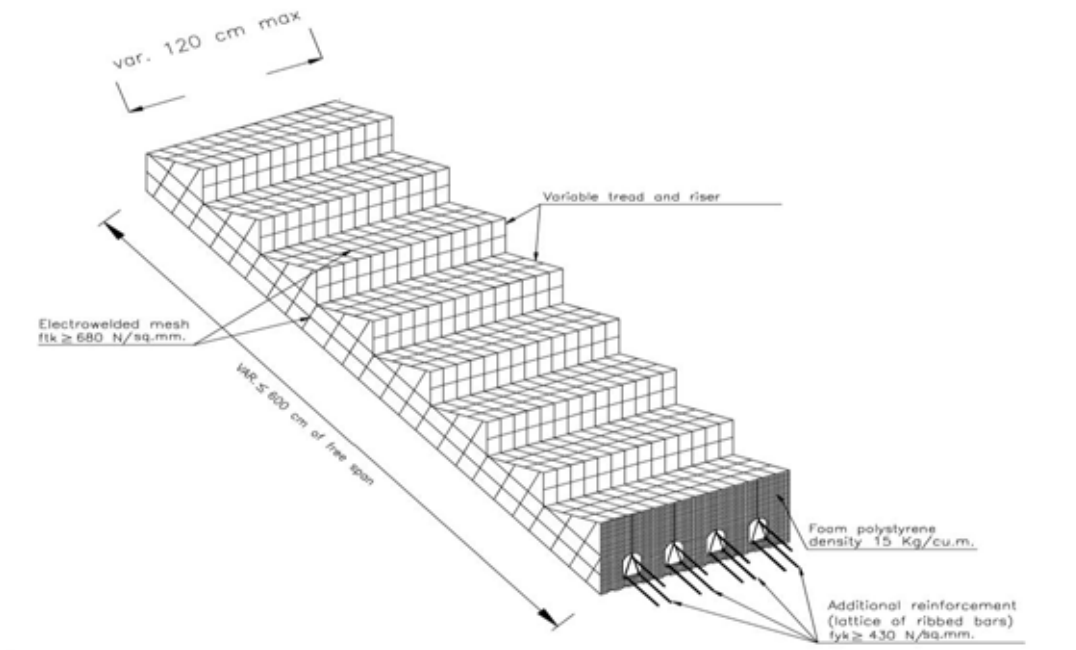 var. 120 cm max
Variable tread and riser
Electrowelded mesh
ftk ≥ 680 N/sq.mm.
VAR. ≤ 600 cm of free span
Foam polystyrene
density 15 Kg/cu.m.
Additional reinforcement
(lattice of ribbed bars)
fyk ≥ 430 N/sq.mm.